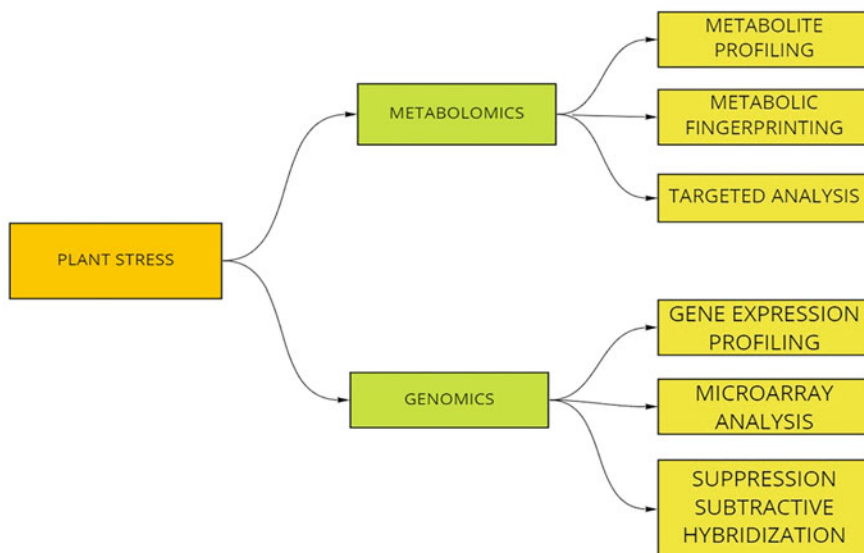 METABOLITE
PROFILING
METABOLOMICS
METABOLIC
FINGERPRINTING
TARGETED ANALYSIS
PLANT STRESS
GENE EXPRESSION
PROFILING
GENOMICS
MICROARRAY
ANALYSIS
SUPPRESSION
SUBTRACTIVE
HYBRIDIZATION